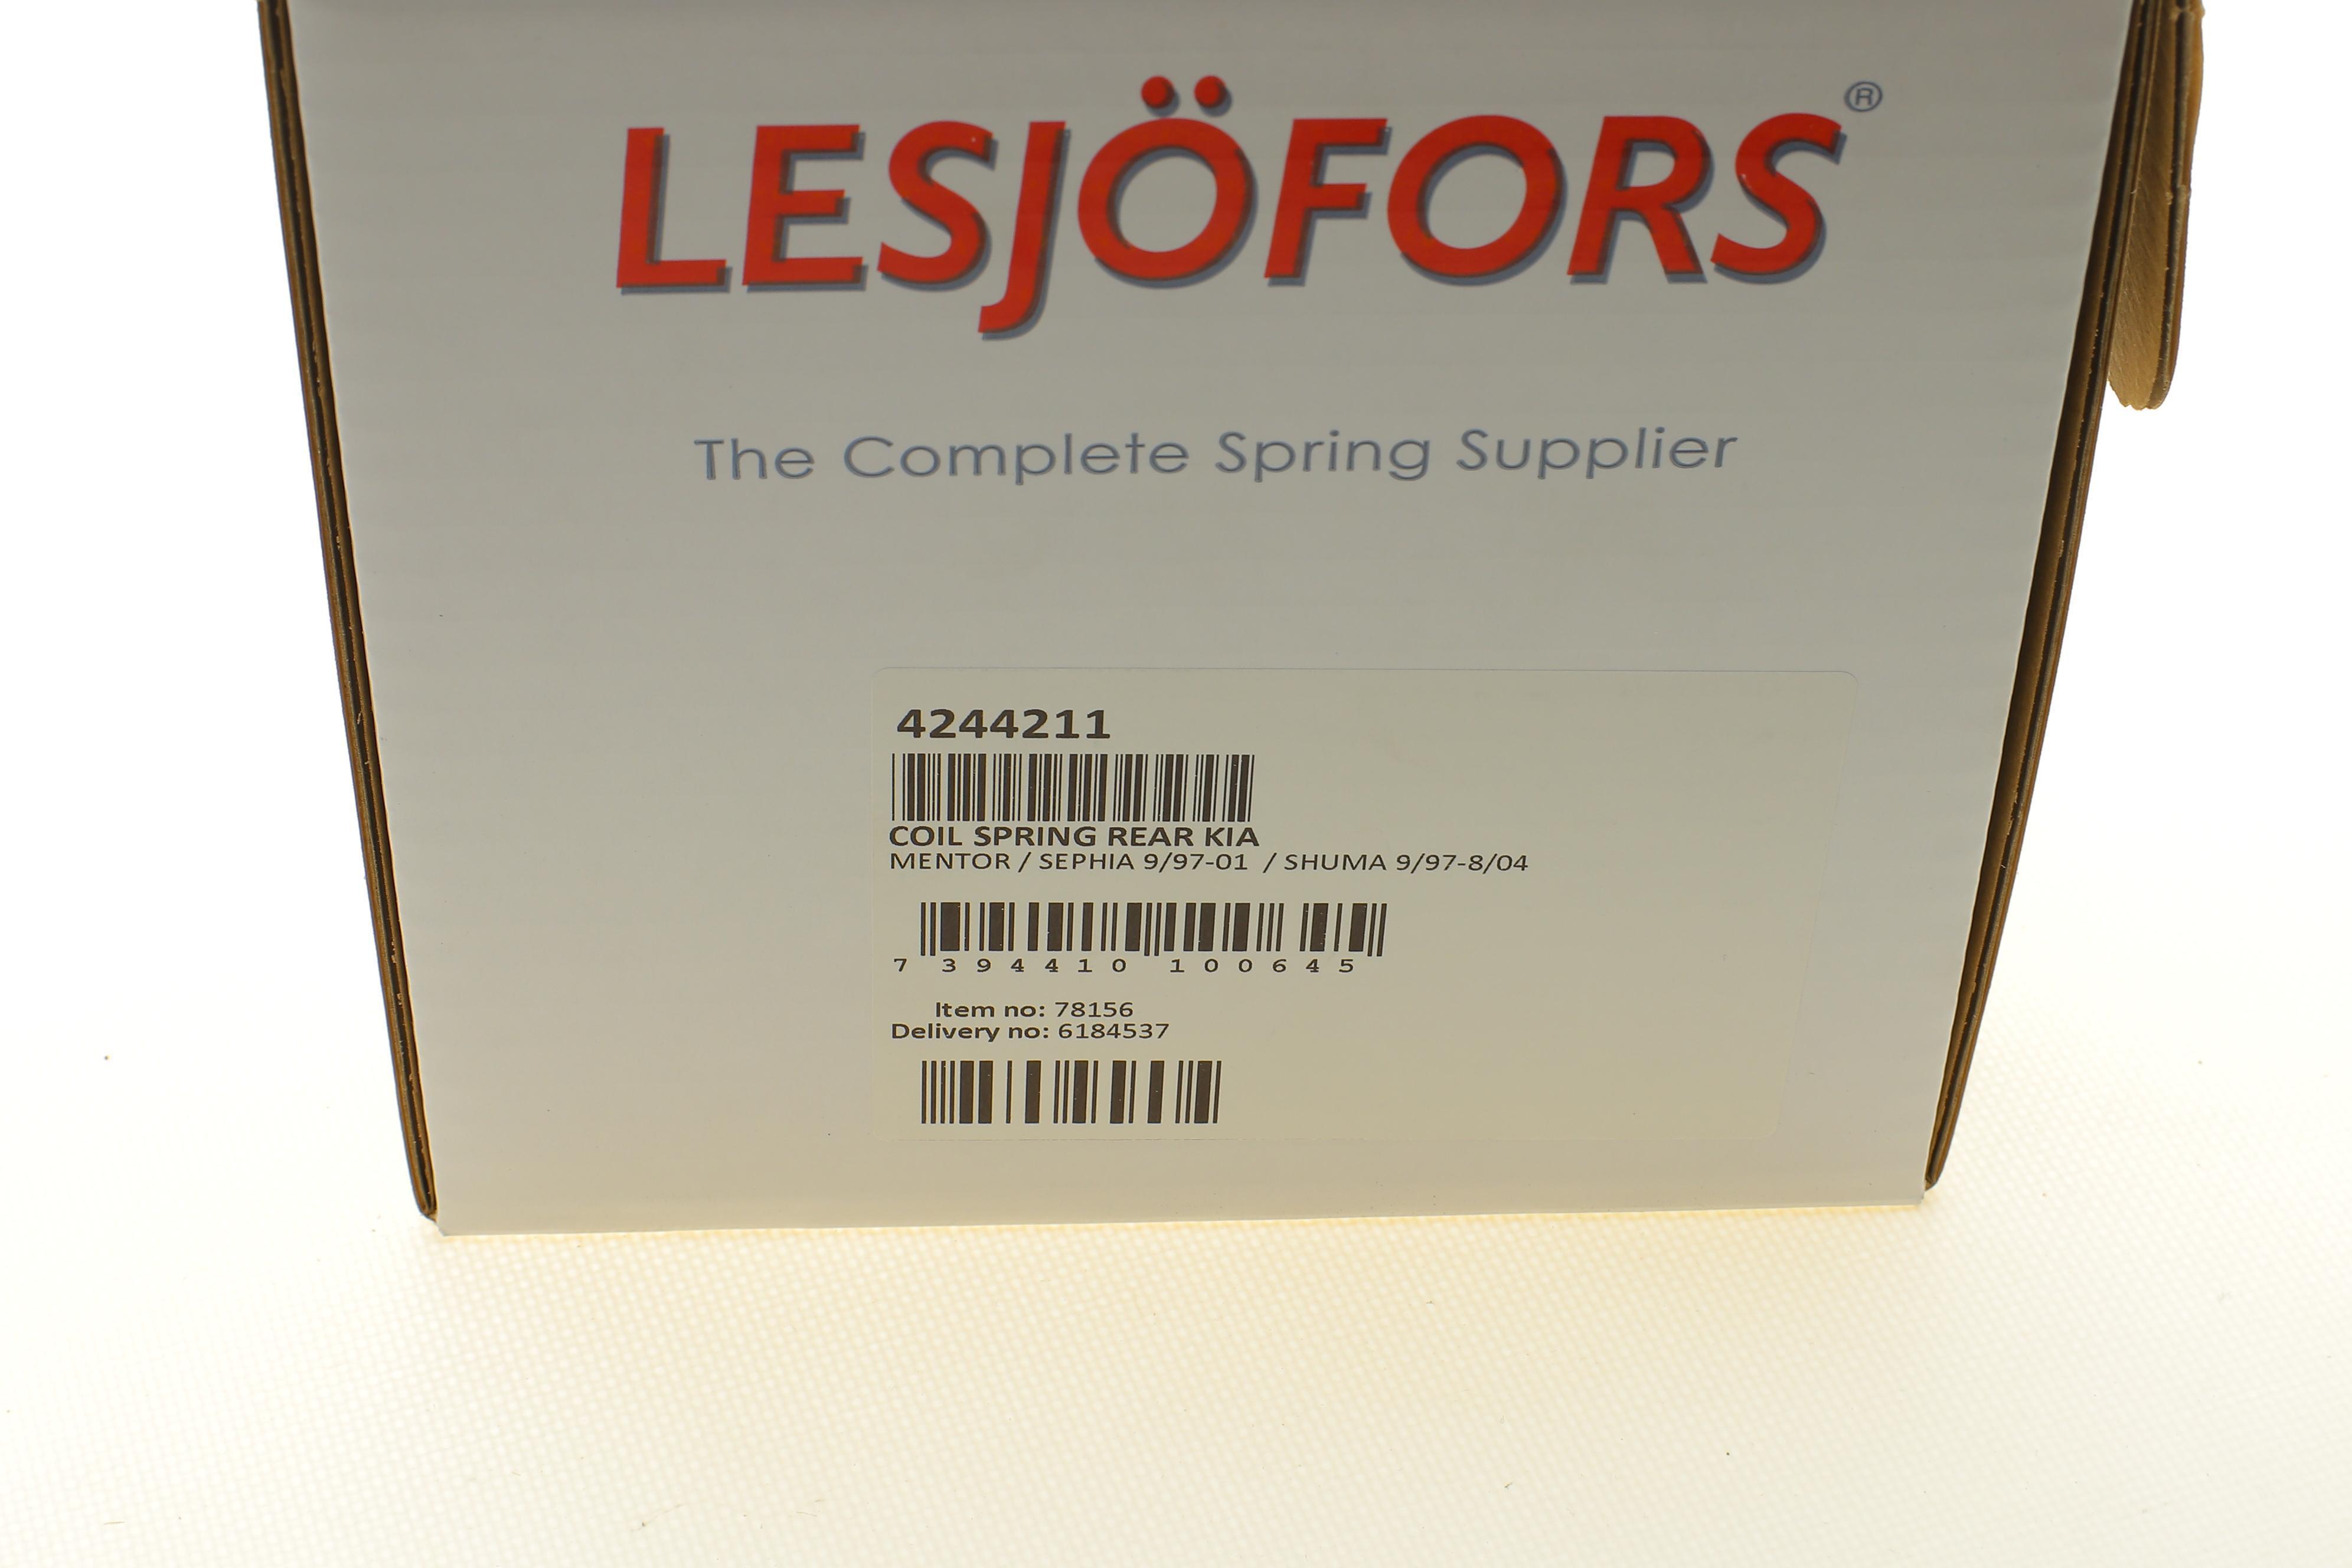 LESJÖFORS®
The Complete Spring Supplier
4244211
COIL SPRING REAR KIA
MENTOR / SEPHIA 9/97-01 / SHUMA 9/97-8/04
7 394410 100645
Item no: 78156
Delivery no: 6184537